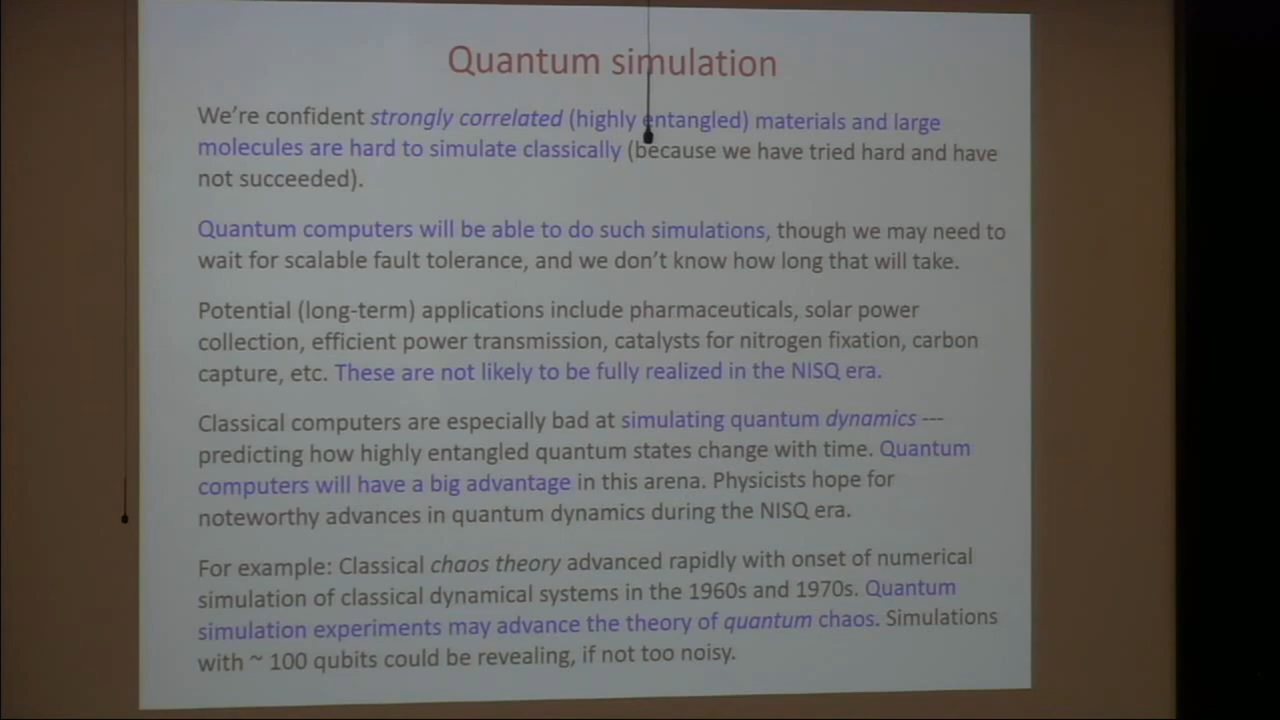 Quantum simulation
We're confident strongly correlated (highly entangled) materials and large
molecules are hard to simulate classically (because we have tried hard and have
not succeeded).
Quantum computers will be able to do such simulations, though we may need to
wait for scalable fault tolerance, and we don't know how long that will take.
Potential (long-term) applications include pharmaceuticals, solar power
collection, efficient power transmission, catalysts for nitrogen fixation, carbon
capture, etc. These are not likely to be fully realized in the NISQ era.
Classical computers are especially bad at simulating quantum dynamics ---
predicting how highly entangled quantum states change with time. Quantum
computers will have a big advantage in this arena. Physicists hope for
noteworthy advances in quantum dynamics during the NISQ era.
For example: Classical chaos theory advanced rapidly with onset of numerical
simulation of classical dynamical systems in the 1960s and 1970s. Quantum
simulation experiments may advance the theory of quantum chaos. Simulations
with ~ 100 qubits could be revealing, if not too noisy.